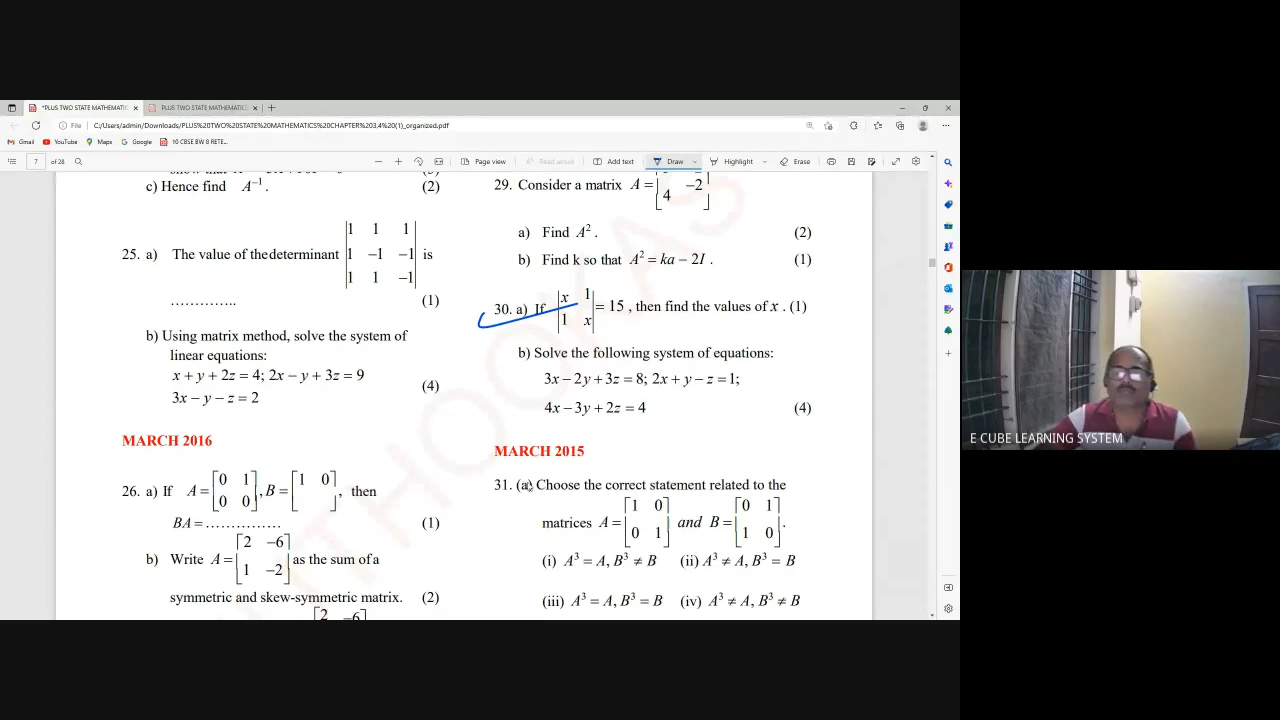 *PLUS TWO STATE MATHEMATIC
PLUS TWO STATE MATHEMATICS
File C:/Users/admin/Downloads/PLUS%20TWO%20STATE%20MATHEMATICS%20CHAPTER%203,4%20(1)_organized.pdf
Gmail YouTube Maps Google 10 CBSE BW 8 RETE...
7 of 28 Page view Read aloud Add text Draw Highlight Erase
c) Hence find A⁻¹. (2)
25. a) The value of the determinant |1 1 1; 1 −1 −1; 1 1 −1| is
………….. (1)
b) Using matrix method, solve the system of
linear equations:
x + y + 2z = 4; 2x − y + 3z = 9
3x − y − z = 2 (4)
MARCH 2016
26. a) If A = [0 1; 0 0], B = [1 0; ], then
BA = …………… (1)
b) Write A = [2 −6; 1 −2] as the sum of a
symmetric and skew-symmetric matrix. (2)
[2 −6
29. Consider a matrix A = [4 −2]
a) Find A². (2)
b) Find k so that A² = ka − 2I. (1)
30. a) If |x 1; 1 x| = 15, then find the values of x. (1)
b) Solve the following system of equations:
3x − 2y + 3z = 8; 2x + y − z = 1;
4x − 3y + 2z = 4 (4)
MARCH 2015
31. (a) Choose the correct statement related to the
matrices A = [1 0; 0 1] and B = [0 1; 1 0].
(i) A³ = A, B³ ≠ B (ii) A³ ≠ A, B³ = B
(iii) A³ = A, B³ = B (iv) A³ ≠ A, B³ ≠ B
E CUBE LEARNING SYSTEM